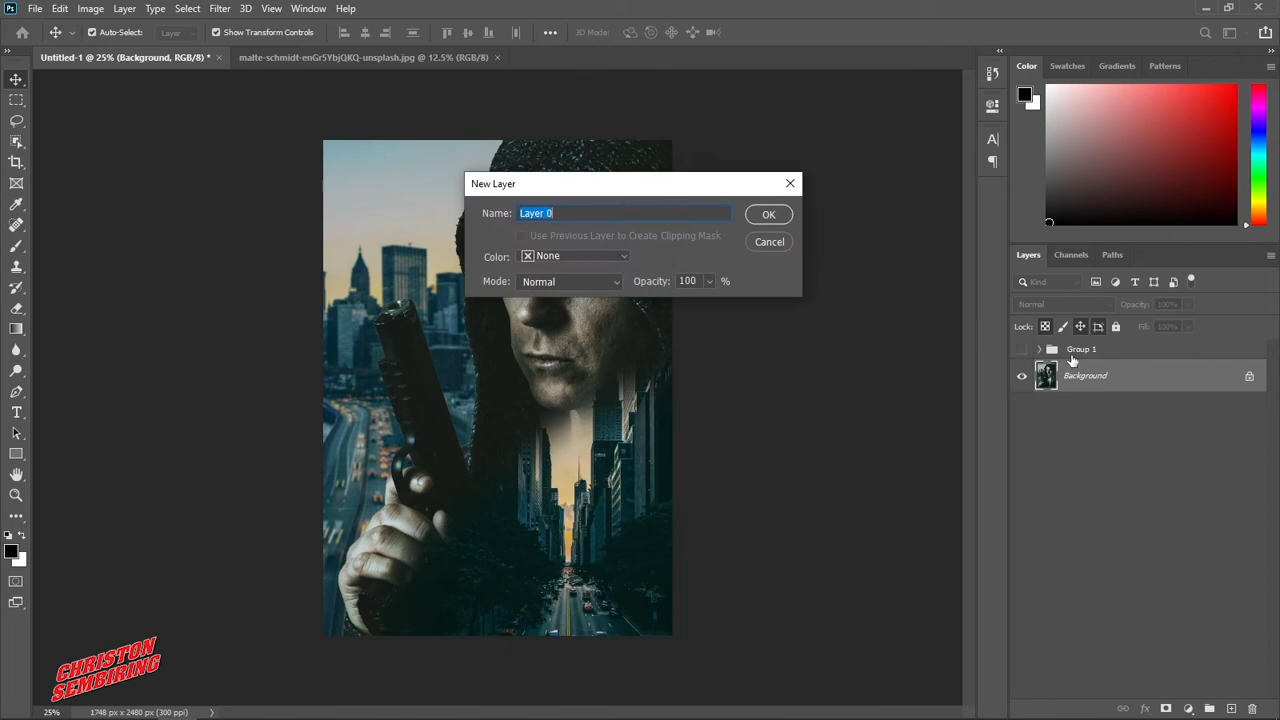 Ps File Edit Image Layer Type Select Filter 3D View Window Help
Auto-Select: Layer Show Transform Controls 3D Mode:
Untitled-1 @ 25% (Background, RGB/8) * malte-schmidt-enGr5YbjQKQ-unsplash.jpg @ 12.5% (RGB/8)
Color Swatches Gradients Patterns
New Layer
Name: Layer 0 OK
Use Previous Layer to Create Clipping Mask
Cancel
Color: None
Mode: Normal Opacity: 100 %
Layers Channels Paths
Kind
Normal Opacity: 100%
Lock: Fill: 100%
Group 1
Background
CHRISTON
SEMBIRING
25% 1748 px x 2480 px (300 ppi)